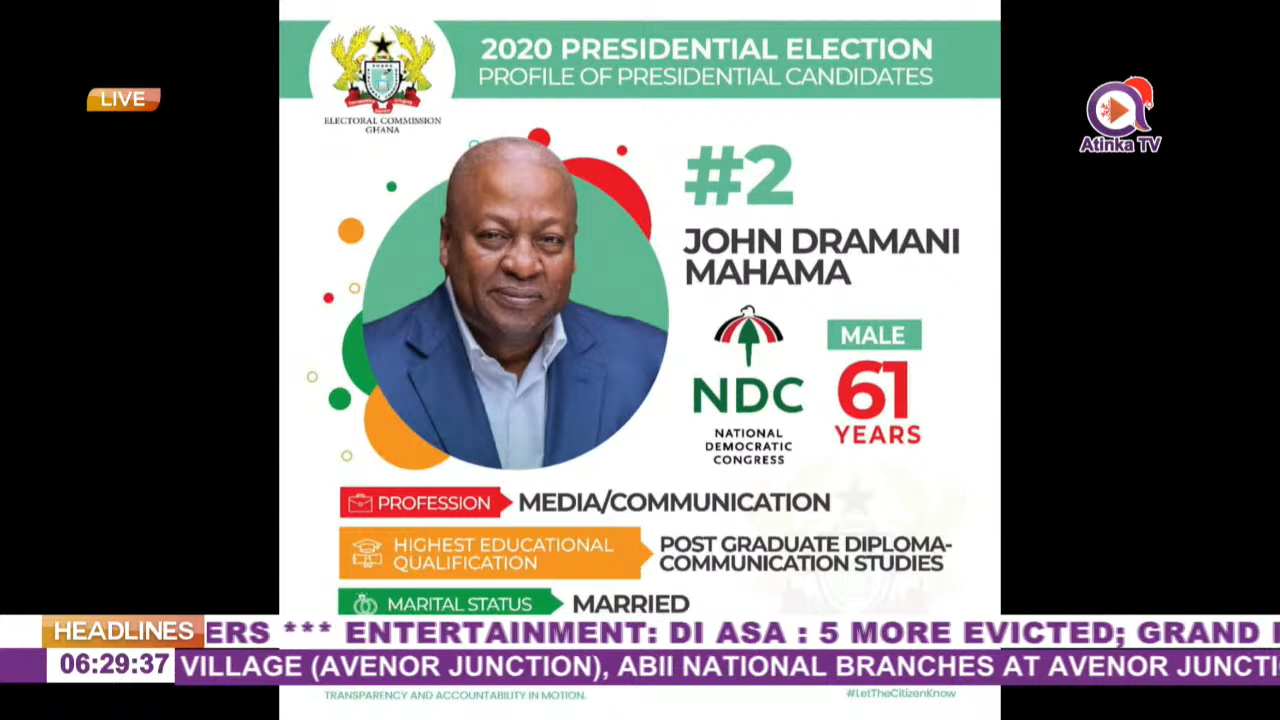 2020 PRESIDENTIAL ELECTION
PROFILE OF PRESIDENTIAL CANDIDATES
LIVE
ELECTORAL COMMISSION
GHANA
Atinka TV
#2
JOHN DRAMANI
MAHAMA
MALE
61
YEARS
NDC
NATIONAL
DEMOCRATIC
CONGRESS
PROFESSION
MEDIA/COMMUNICATION
HIGHEST EDUCATIONAL
QUALIFICATION
POST GRADUATE DIPLOMA-
COMMUNICATION STUDIES
MARITAL STATUS
MARRIED
HEADLINES
ERS *** ENTERTAINMENT: DI ASA : 5 MORE EVICTED; GRAND
06:29:37
VILLAGE (AVENOR JUNCTION), ABII NATIONAL BRANCHES AT AVENOR JUNCTI
TRANSPARENCY AND ACCOUNTABILITY IN MOTION.
#LetTheCitizenKnow